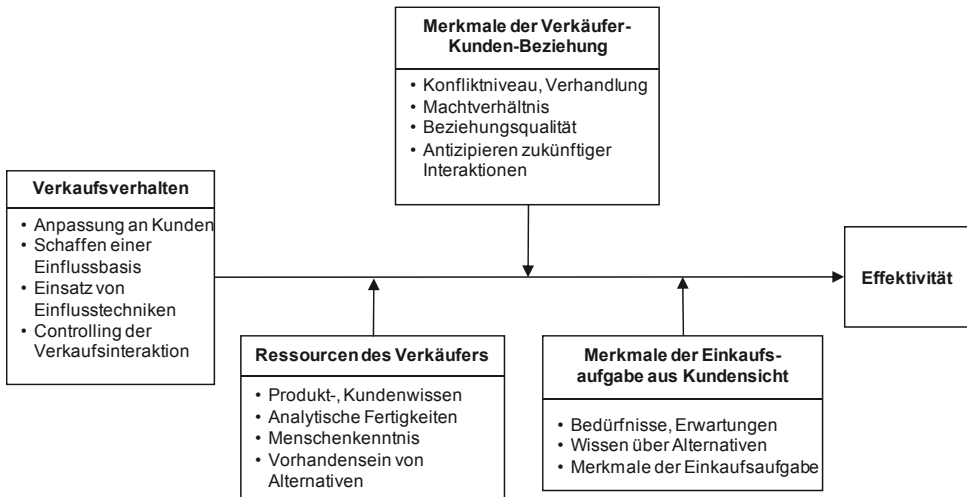 Merkmale der Verkäufer-
Kunden-Beziehung
• Konfliktniveau, Verhandlung
• Machtverhältnis
• Beziehungsqualität
• Antizipieren zukünftiger
Interaktionen
Verkaufsverhalten
• Anpassung an Kunden
• Schaffen einer
Einflussbasis
• Einsatz von
Einflusstechniken
• Controlling der
Verkaufsinteraktion
Effektivität
Ressourcen des Verkäufers
• Produkt-, Kundenwissen
• Analytische Fertigkeiten
• Menschenkenntnis
• Vorhandensein von
Alternativen
Merkmale der Einkaufs-
aufgabe aus Kundensicht
• Bedürfnisse, Erwartungen
• Wissen über Alternativen
• Merkmale der Einkaufsaufgabe